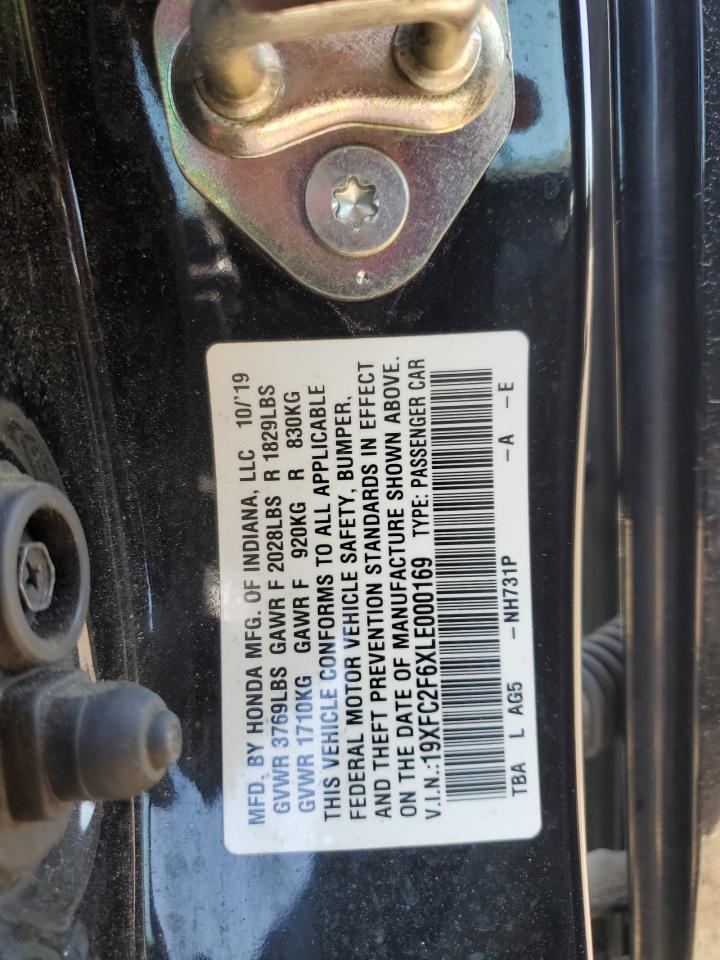 MFD. BY HONDA MFG. OF INDIANA, LLC 10/'19
GVWR 3769LBS GAWR F 2028LBS R 1829LBS
GVWR 1710KG GAWR F 920KG R 830KG
THIS VEHICLE CONFORMS TO ALL APPLICABLE
FEDERAL MOTOR VEHICLE SAFETY, BUMPER,
AND THEFT PREVENTION STANDARDS IN EFFECT
ON THE DATE OF MANUFACTURE SHOWN ABOVE.
V.I.N.:19XFC2F6XLE000169 TYPE: PASSENGER CAR
TBA L AG5 -NH731P -A -E